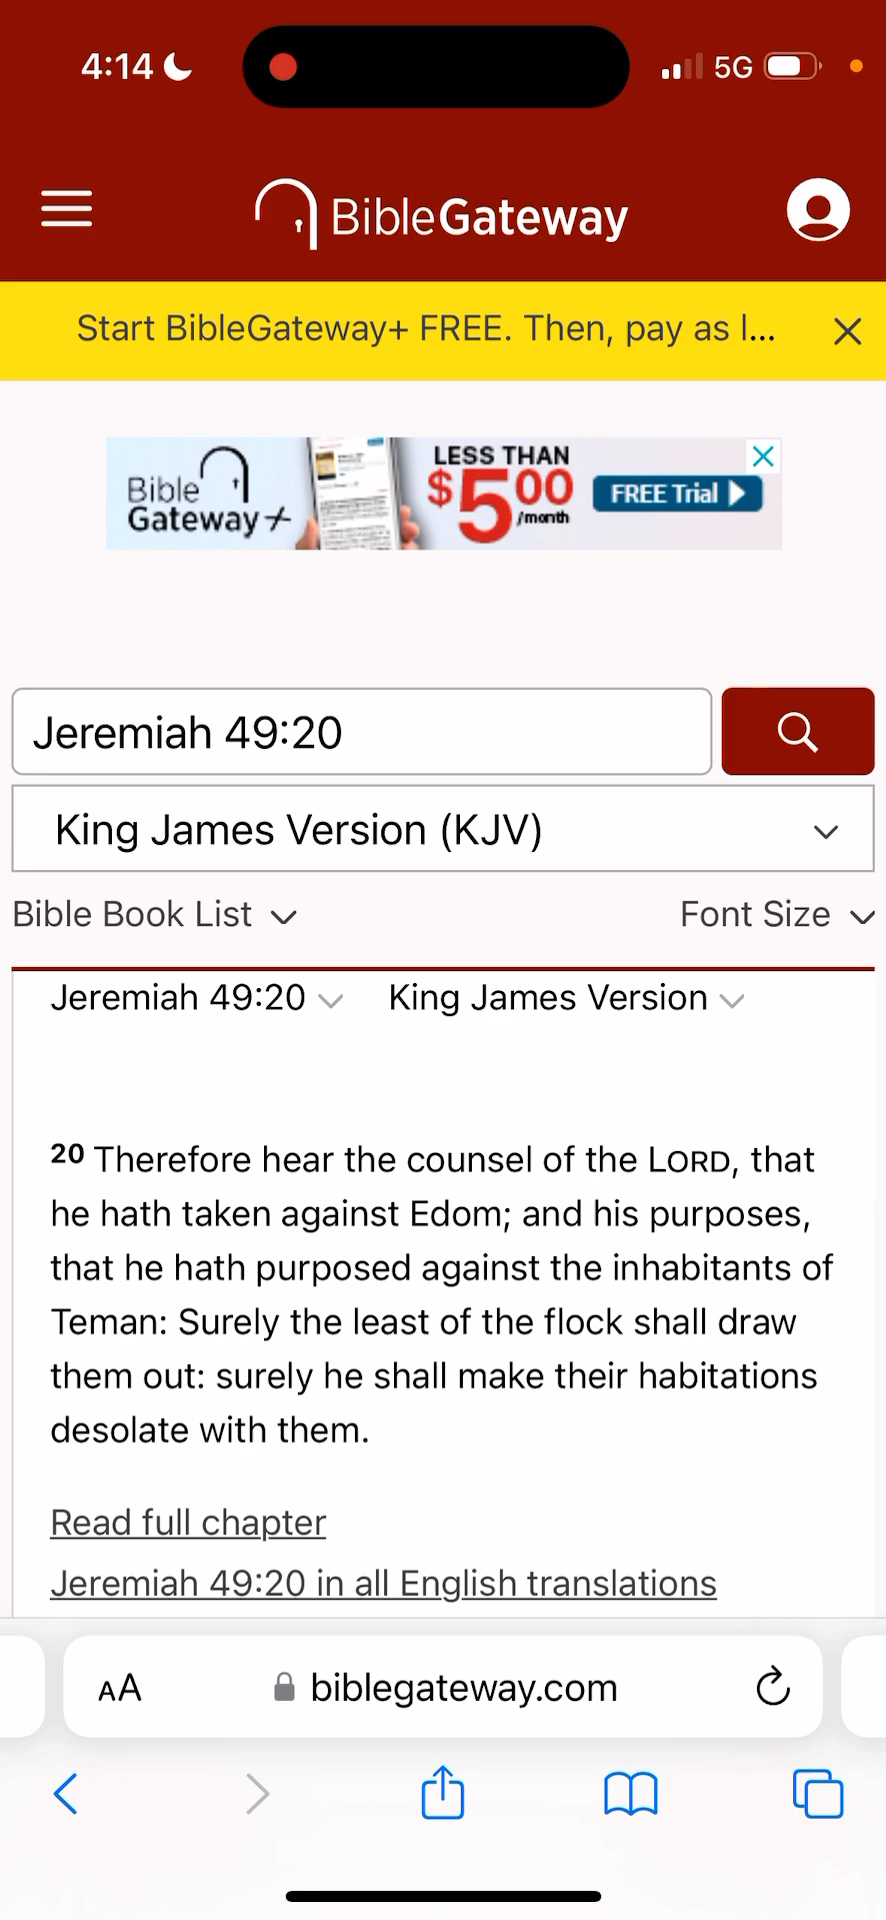 4:14
5G
BibleGateway
Start BibleGateway+ FREE. Then, pay as l...
Bible
Gateway+
LESS THAN
$5.00
/month
FREE Trial
Jeremiah 49:20
King James Version (KJV)
Bible Book List
Font Size
Jeremiah 49:20 King James Version
20 Therefore hear the counsel of the LORD, that
he hath taken against Edom; and his purposes,
that he hath purposed against the inhabitants of
Teman: Surely the least of the flock shall draw
them out: surely he shall make their habitations
desolate with them.
Read full chapter
Jeremiah 49:20 in all English translations
AA
biblegateway.com